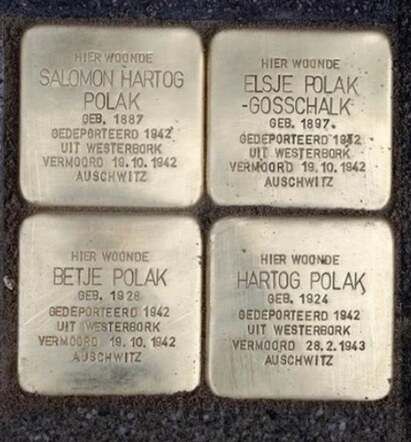 HIER WOONDE
SALOMON HARTOG
POLAK
GEB. 1887
GEDEPORTEERD 1942
UIT WESTERBORK
VERMOORD 19.10.1942
AUSCHWITZ
HIER WOONDE
ELSJE POLAK
-GOSSCHALK
GEB. 1897
GEDEPORTEERD 1942
UIT WESTERBORK
VERMOORD 19.10.1942
AUSCHWITZ
HIER WOONDE
BETJE POLAK
GEB. 1928
GEDEPORTEERD 1942
UIT WESTERBORK
VERMOORD 19.10.1942
AUSCHWITZ
HIER WOONDE
HARTOG POLAK
GEB. 1924
GEDEPORTEERD 1942
UIT WESTERBORK
VERMOORD 28.2.1943
AUSCHWITZ